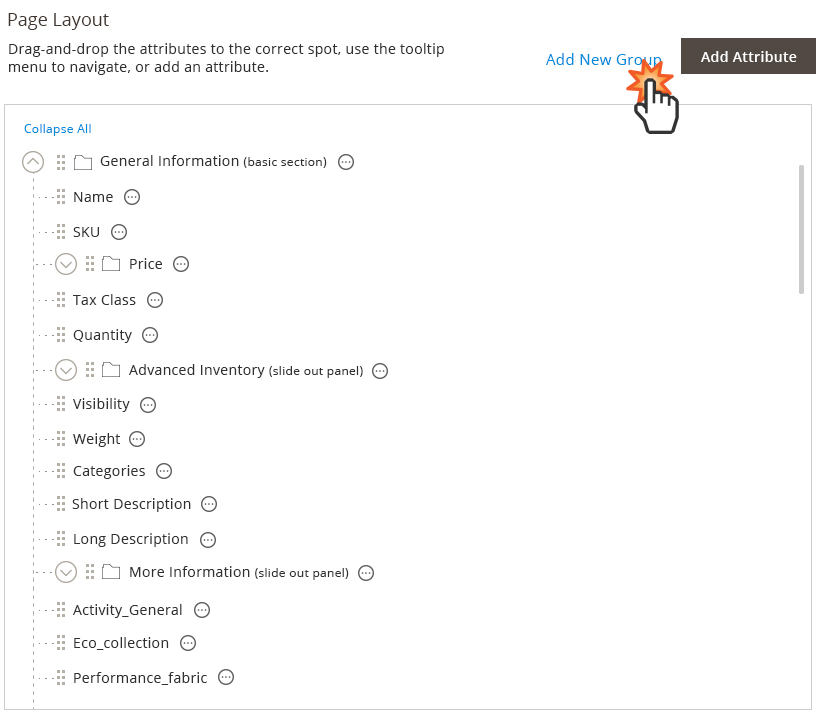 Page Layout
Drag-and-drop the attributes to the correct spot, use the tooltip
menu to navigate, or add an attribute.
Add New Group
Add Attribute
Collapse All
General Information (basic section)
Name
SKU
Price
Tax Class
Quantity
Advanced Inventory (slide out panel)
Visibility
Weight
Categories
Short Description
Long Description
More Information (slide out panel)
Activity_General
Eco_collection
Performance_fabric